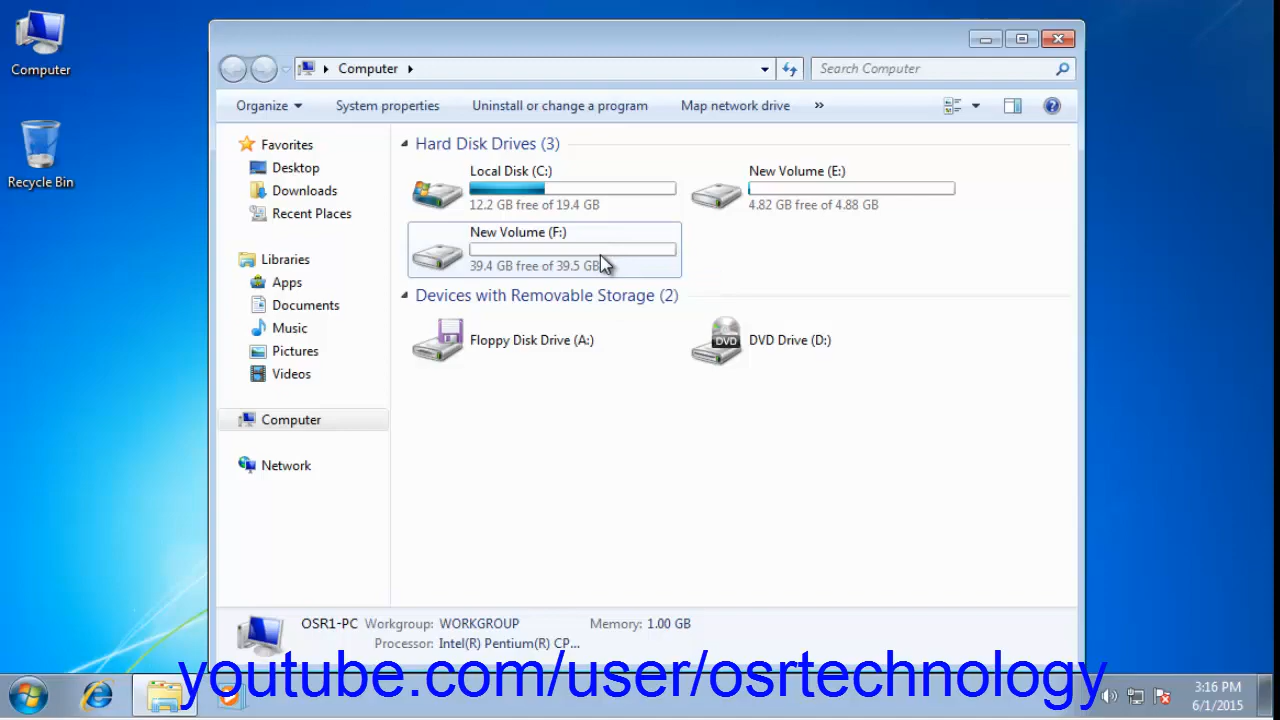 Computer
Recycle Bin
Computer
Search Computer
Organize
System properties
Uninstall or change a program
Map network drive
»
Favorites
Desktop
Downloads
Recent Places
Libraries
Apps
Documents
Music
Pictures
Videos
Computer
Network
Hard Disk Drives (3)
Local Disk (C:)
12.2 GB free of 19.4 GB
New Volume (E:)
4.82 GB free of 4.88 GB
New Volume (F:)
39.4 GB free of 39.5 GB
Devices with Removable Storage (2)
Floppy Disk Drive (A:)
DVD
DVD Drive (D:)
OSR1-PC Workgroup: WORKGROUP Memory: 1.00 GB
Processor: Intel(R) Pentium(R) CP...
youtube.com/user/osrtechnology
3:16 PM
6/1/2015